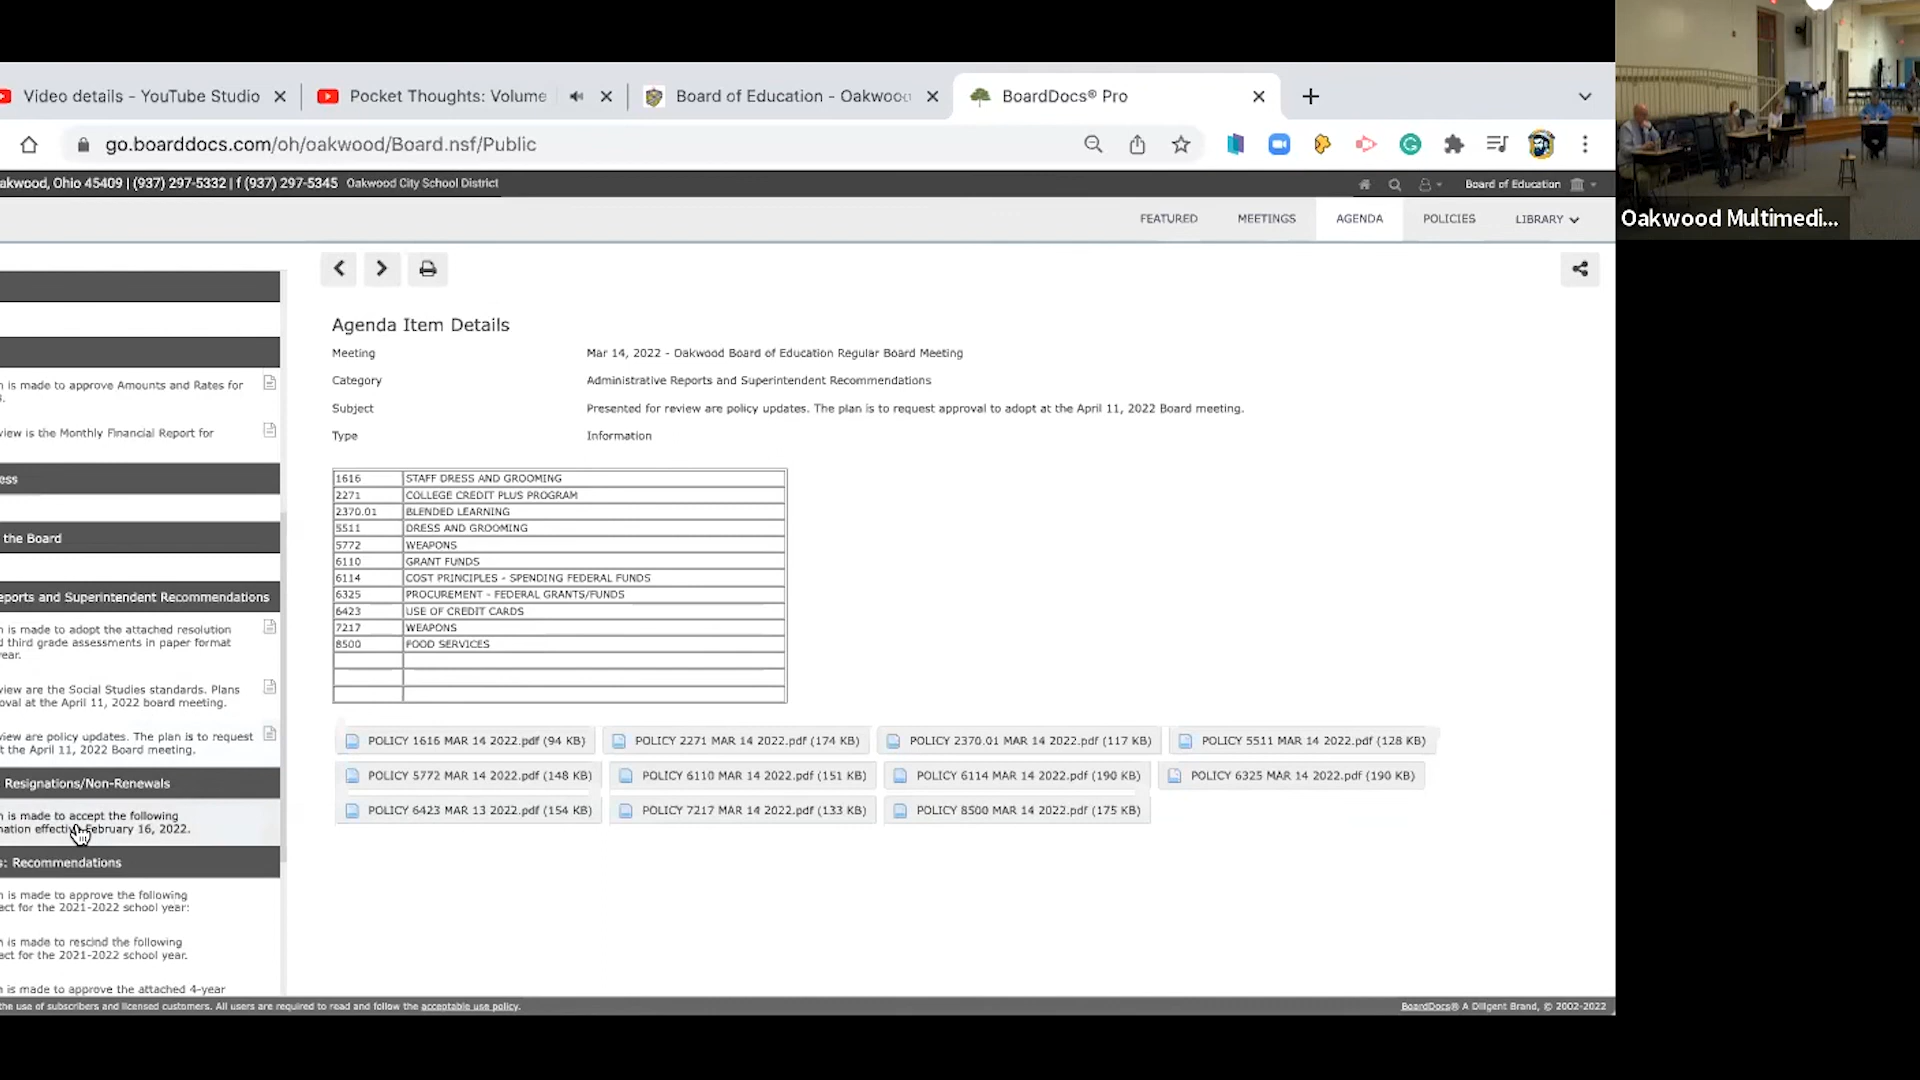 Video details - YouTube Studio
Pocket Thoughts: Volume
Board of Education - Oakwoo
BoardDocs® Pro
go.boarddocs.com/oh/oakwood/Board.nsf/Public
akwood, Ohio 45409 | (937) 297-5332 | f (937) 297-5345 Oakwood City School District
Board of Education
FEATURED
MEETINGS
AGENDA
POLICIES
LIBRARY
Oakwood Multimedi...
n is made to approve Amounts and Rates for
view is the Monthly Financial Report for
ess
the Board
eports and Superintendent Recommendations
n is made to adopt the attached resolution
d third grade assessments in paper format
ear.
view are the Social Studies standards. Plans
oval at the April 11, 2022 board meeting.
view are policy updates. The plan is to request
t the April 11, 2022 Board meeting.
Resignations/Non-Renewals
n is made to accept the following
nation effective February 16, 2022.
s: Recommendations
n is made to approve the following
act for the 2021-2022 school year:
n is made to rescind the following
act for the 2021-2022 school year.
n is made to approve the attached 4-year
Agenda Item Details
Meeting Mar 14, 2022 - Oakwood Board of Education Regular Board Meeting
Category Administrative Reports and Superintendent Recommendations
Subject Presented for review are policy updates. The plan is to request approval to adopt at the April 11, 2022 Board meeting.
Type Information
1616 STAFF DRESS AND GROOMING
2271 COLLEGE CREDIT PLUS PROGRAM
2370.01 BLENDED LEARNING
5511 DRESS AND GROOMING
5772 WEAPONS
6110 GRANT FUNDS
6114 COST PRINCIPLES - SPENDING FEDERAL FUNDS
6325 PROCUREMENT - FEDERAL GRANTS/FUNDS
6423 USE OF CREDIT CARDS
7217 WEAPONS
8500 FOOD SERVICES
POLICY 1616 MAR 14 2022.pdf (94 KB) POLICY 2271 MAR 14 2022.pdf (174 KB) POLICY 2370.01 MAR 14 2022.pdf (117 KB) POLICY 5511 MAR 14 2022.pdf (128 KB)
POLICY 5772 MAR 14 2022.pdf (148 KB) POLICY 6110 MAR 14 2022.pdf (151 KB) POLICY 6114 MAR 14 2022.pdf (190 KB) POLICY 6325 MAR 14 2022.pdf (190 KB)
POLICY 6423 MAR 13 2022.pdf (154 KB) POLICY 7217 MAR 14 2022.pdf (133 KB) POLICY 8500 MAR 14 2022.pdf (175 KB)
the use of subscribers and licensed customers. All users are required to read and follow the acceptable use policy.
BoardDocs® A Diligent Brand, © 2002-2022